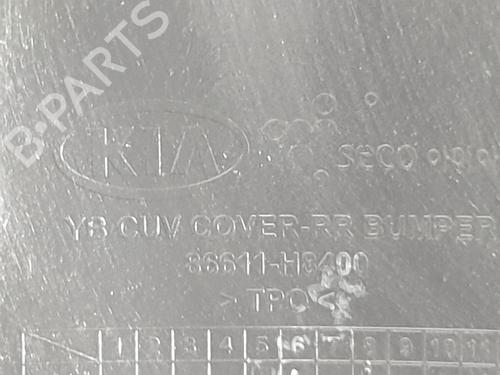 B-PARTS
KIA
SECO
YB CUV COVER-RR BUMPER
86611-H8400
> TPO <
1 2 3 4 5 6 7 8 9 10 11